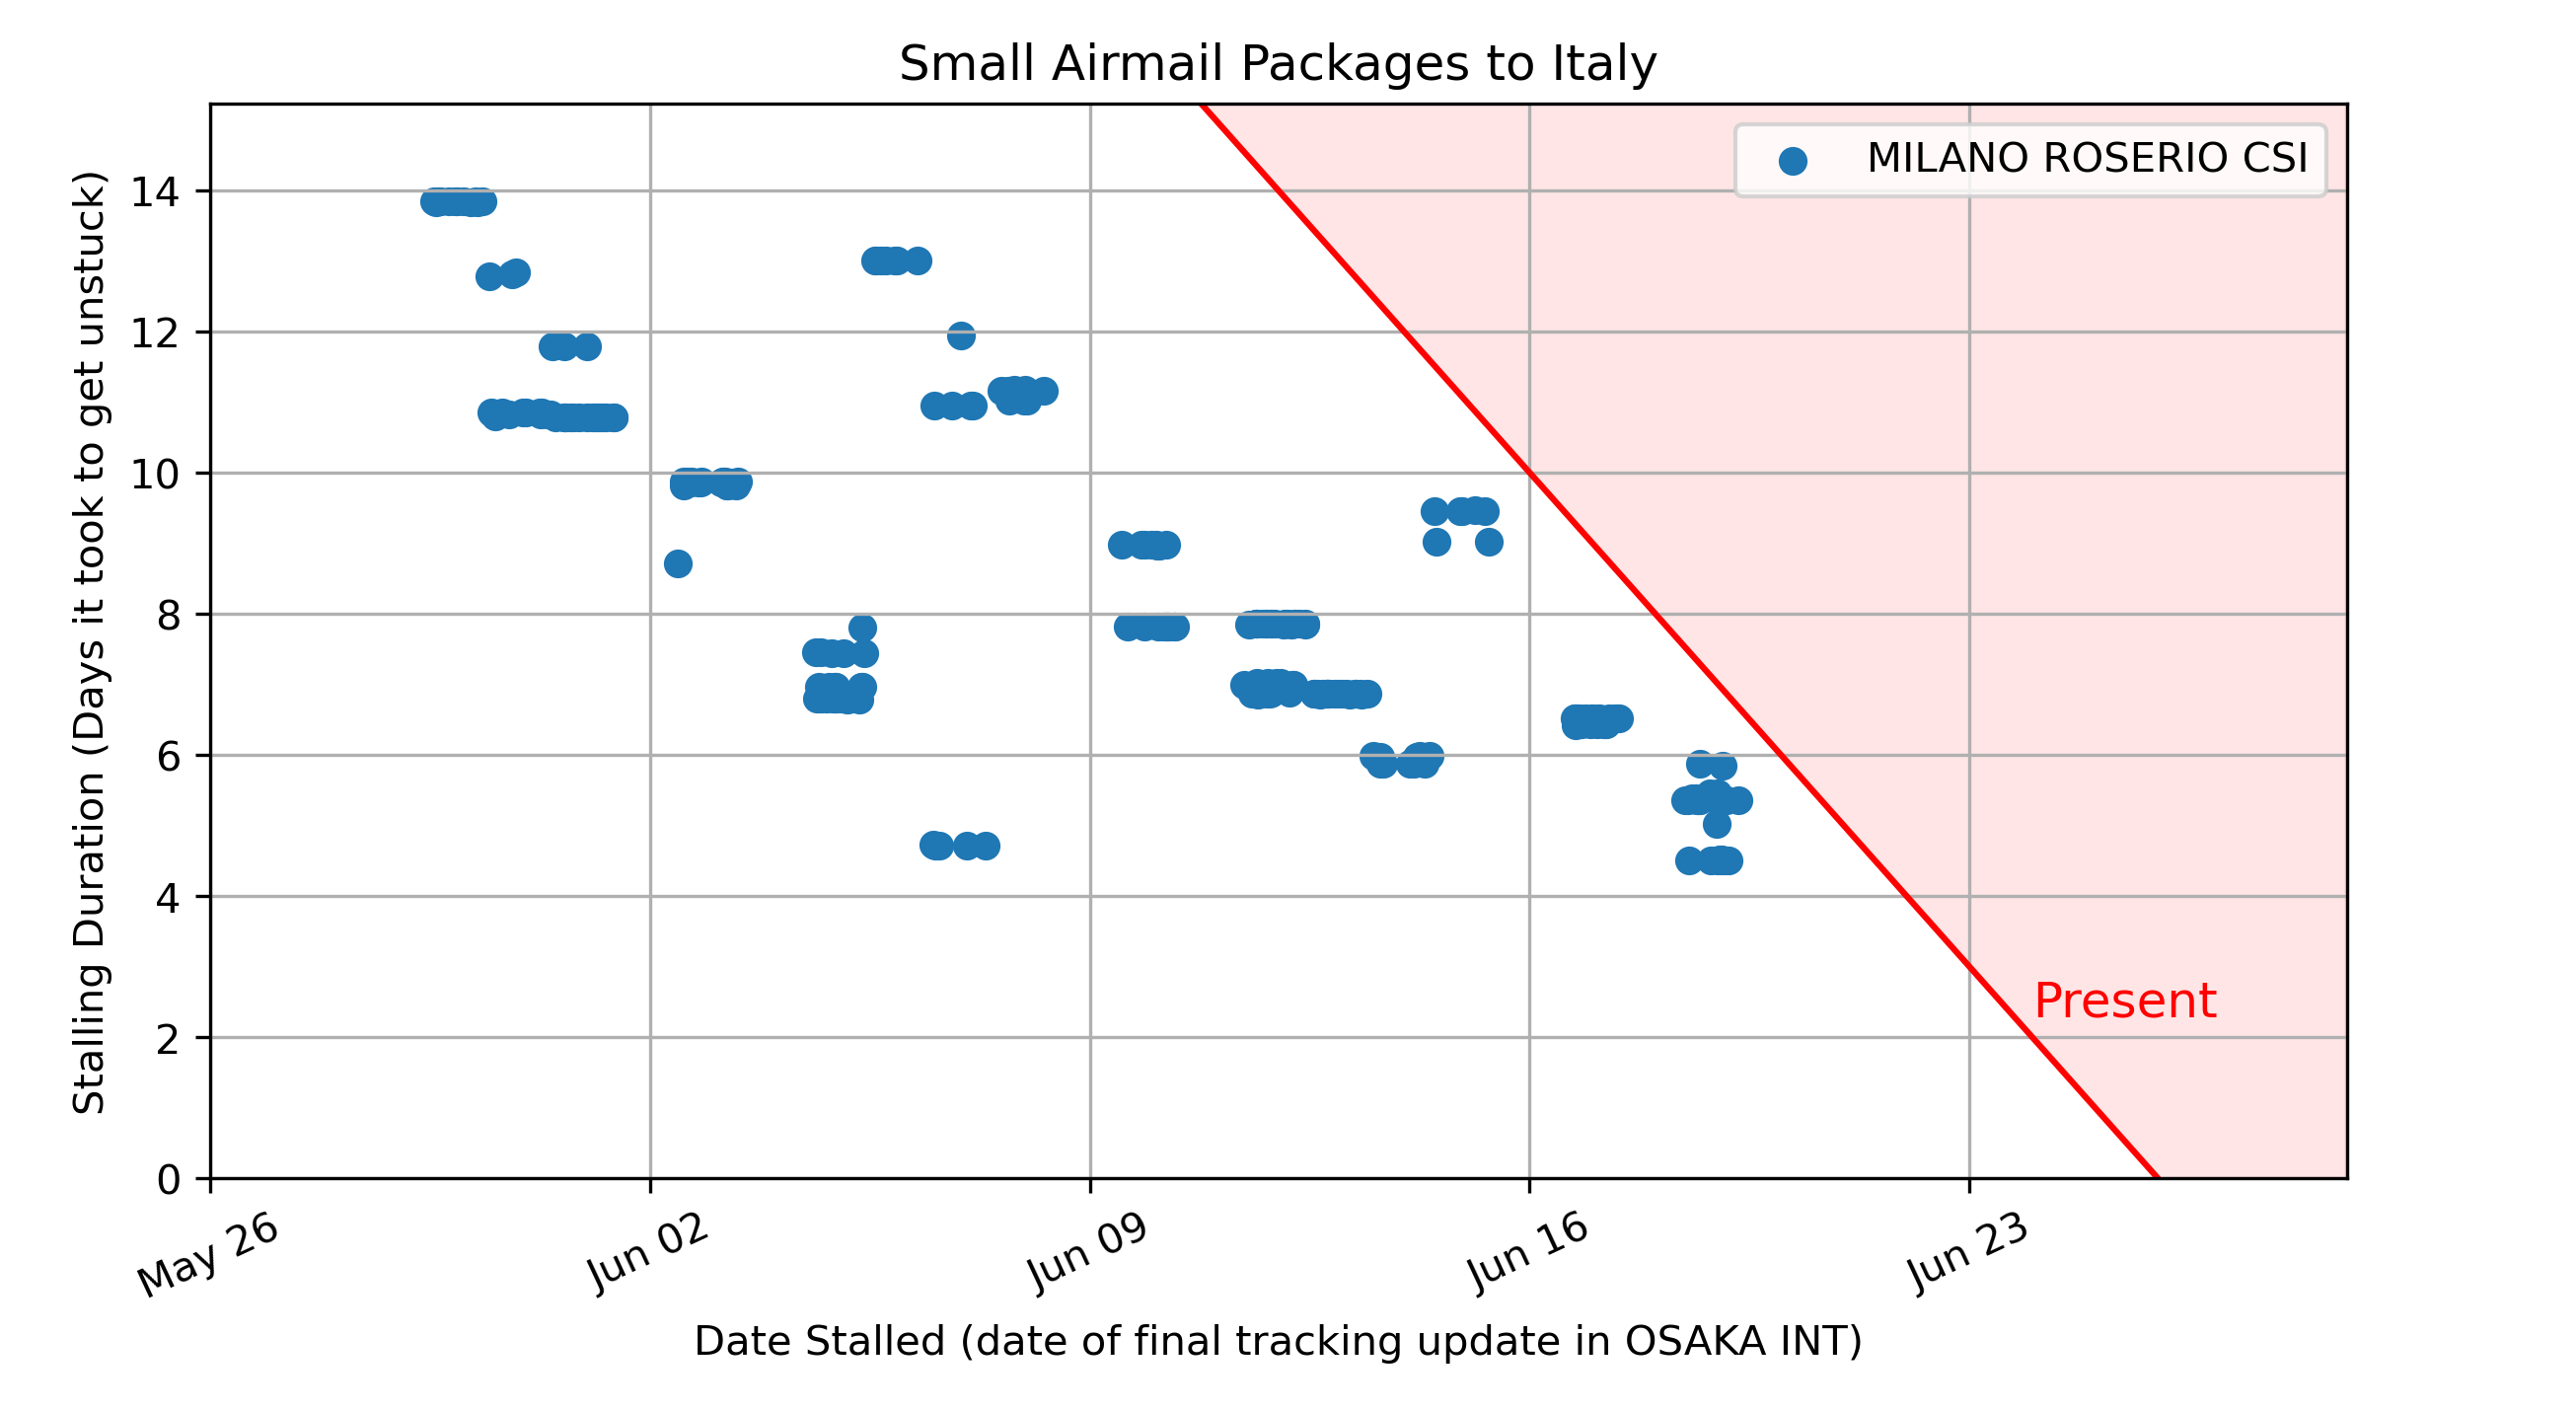 Small Airmail Packages to Italy
MILANO ROSERIO CSI
Stalling Duration (Days it took to get unstuck)
14
12
10
8
6
4
2
0
Present
May 26
Jun 02
Jun 09
Jun 16
Jun 23
Date Stalled (date of final tracking update in OSAKA INT)